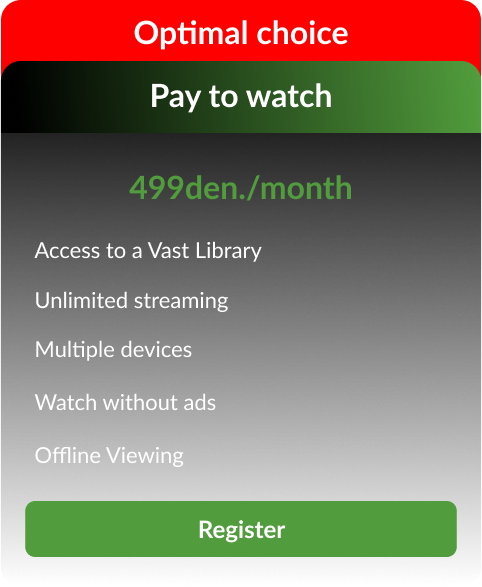 Optimal choice
Pay to watch
499den./month
Access to a Vast Library
Unlimited streaming
Multiple devices
Watch without ads
Offline Viewing
Register